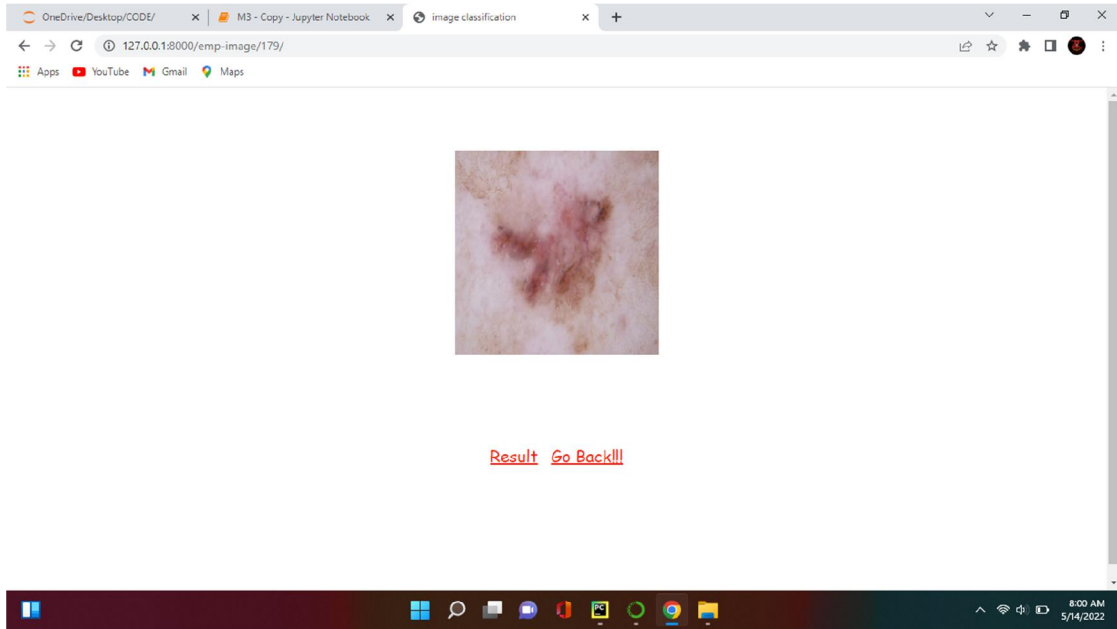 OneDrive/Desktop/CODE/ M3 - Copy - Jupyter Notebook image classification
127.0.0.1:8000/emp-image/179/
Apps YouTube Gmail Maps
Result Go Back!!!
PC
8:00 AM
5/14/2022